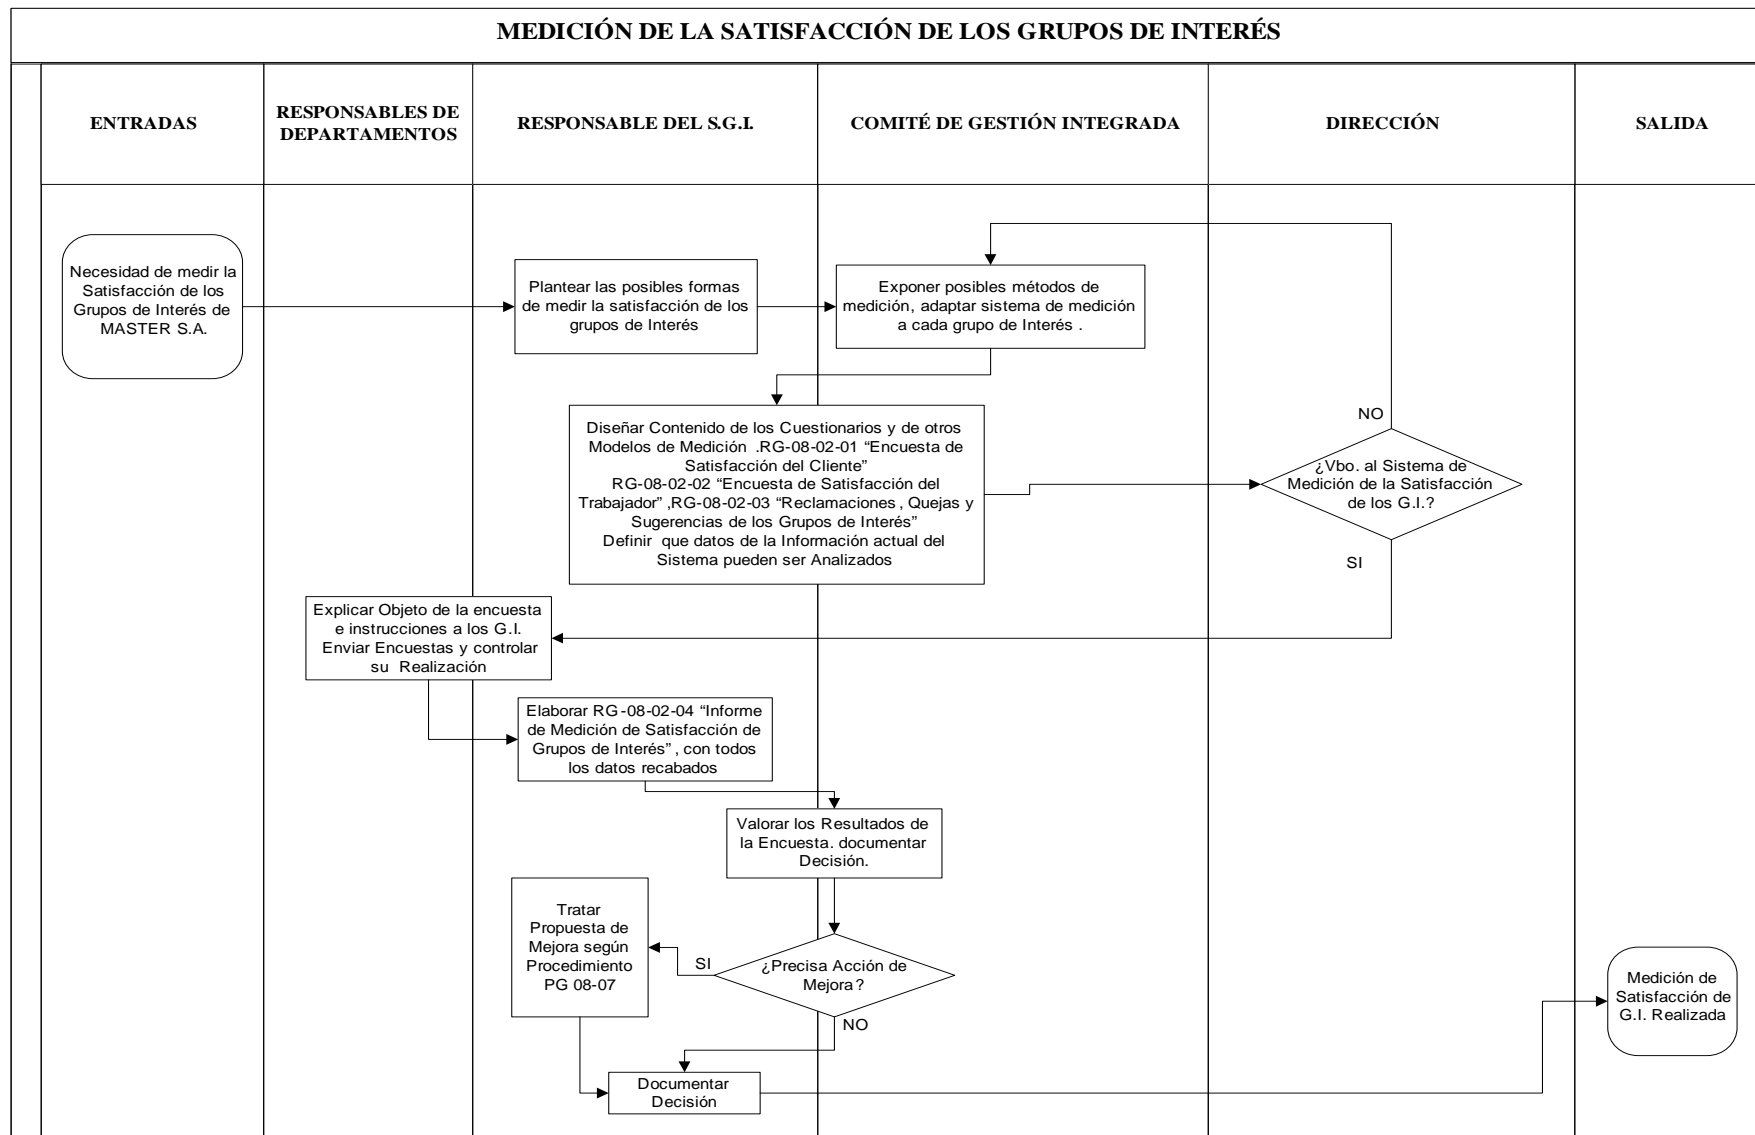 MEDICIÓN DE LA SATISFACCIÓN DE LOS GRUPOS DE INTERÉS
ENTRADAS
RESPONSABLES DE
DEPARTAMENTOS
RESPONSABLE DEL S.G.I.
COMITÉ DE GESTIÓN INTEGRADA
DIRECCIÓN
SALIDA
Necesidad de medir la
Satisfacción de los
Grupos de Interés de
MASTER S.A.
Plantear las posibles formas
de medir la satisfacción de los
grupos de Interés
Exponer posibles métodos de
medición, adaptar sistema de medición
a cada grupo de Interés .
Diseñar Contenido de los Cuestionarios y de otros
Modelos de Medición .RG-08-02-01 “Encuesta de
Satisfacción del Cliente”
RG-08-02-02 “Encuesta de Satisfacción del
Trabajador” ,RG-08-02-03 “Reclamaciones, Quejas y
Sugerencias de los Grupos de Interés”
Definir que datos de la Información actual del
Sistema pueden ser Analizados
NO
¿Vbo. al Sistema de
Medición de la Satisfacción
de los G.I.?
SI
Explicar Objeto de la encuesta
e instrucciones a los G.I.
Enviar Encuestas y controlar
su Realización
Elaborar RG-08-02-04 “Informe
de Medición de Satisfacción de
Grupos de Interés” , con todos
los datos recabados
Valorar los Resultados de
la Encuesta. documentar
Decisión.
Tratar
Propuesta de
Mejora según
Procedimiento
PG 08-07
SI
¿Precisa Acción de
Mejora?
NO
Documentar
Decisión
Medición de
Satisfacción de
G.I. Realizada